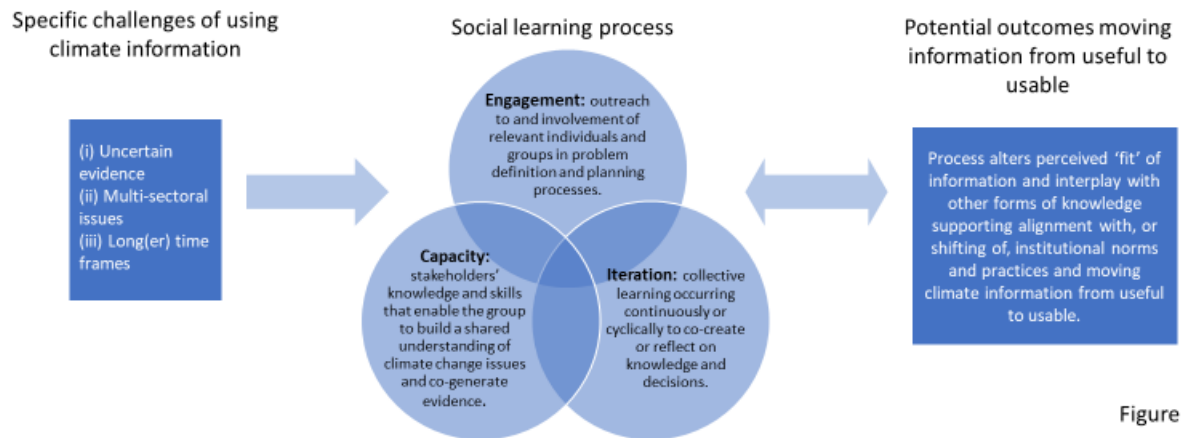 Specific challenges of using
climate information
(i) Uncertain
evidence
(ii) Multi-sectoral
issues
(iii) Long(er) time
frames
Social learning process
Engagement: outreach
to and involvement of
relevant individuals and
groups in problem
definition and planning
processes.
Capacity:
stakeholders’
knowledge and skills
that enable the group
to build a shared
understanding of
climate change issues
and co-generate
evidence.
Iteration: collective
learning occurring
continuously or
cyclically to co-create
or reflect on
knowledge and
decisions.
Potential outcomes moving
information from useful to
usable
Process alters perceived ‘fit’ of
information and interplay with
other forms of knowledge
supporting alignment with, or
shifting of, institutional norms
and practices and moving
climate information from useful
to usable.
Figure